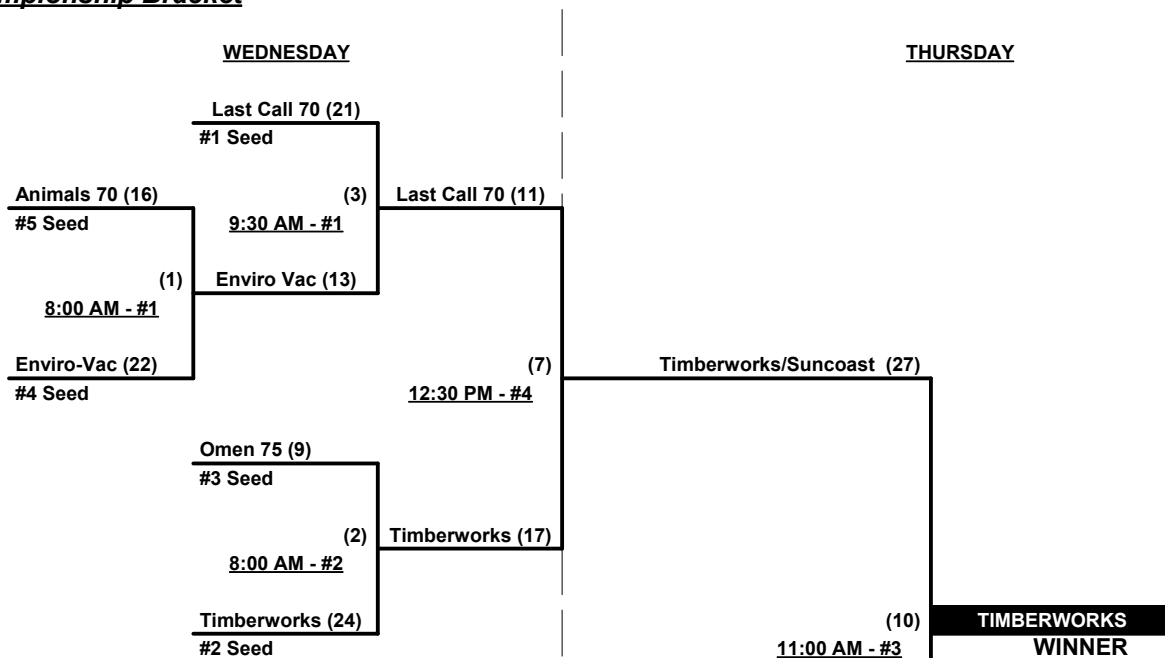 mpionship Bracket
WEDNESDAY
THURSDAY
Last Call 70 (21)
#1 Seed
Animals 70 (16)
(3)
Last Call 70 (11)
#5 Seed
9:30 AM - #1
(1)
Enviro Vac (13)
8:00 AM - #1
Enviro-Vac (22)
(7)
Timberworks/Suncoast (27)
#4 Seed
12:30 PM - #4
Omen 75 (9)
#3 Seed
(2)
Timberworks (17)
8:00 AM - #2
Timberworks (24)
(10)
TIMBERWORKS
#2 Seed
11:00 AM - #3
WINNER